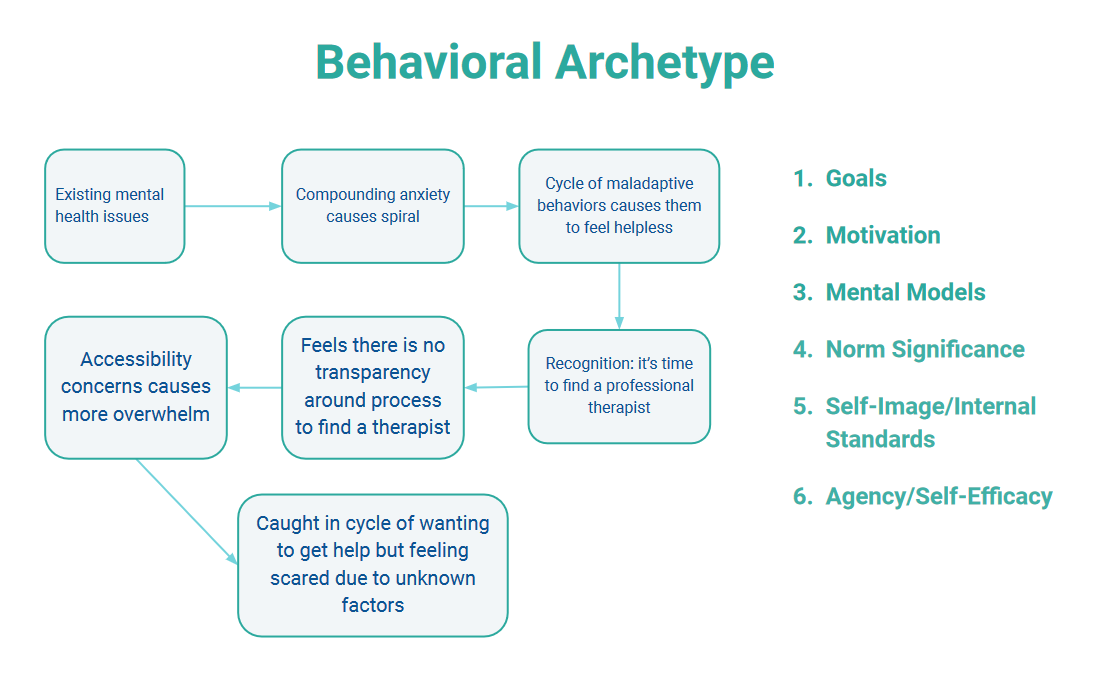 Behavioral Archetype
Existing mental
health issues
Compounding anxiety
causes spiral
Cycle of maladaptive
behaviors causes them
to feel helpless
Recognition: it's time
to find a professional
therapist
Feels there is no
transparency
around process
to find a therapist
Accessibility
concerns causes
more overwhelm
Caught in cycle of wanting
to get help but feeling
scared due to unknown
factors
1. Goals
2. Motivation
3. Mental Models
4. Norm Significance
5. Self-Image/Internal
Standards
6. Agency/Self-Efficacy